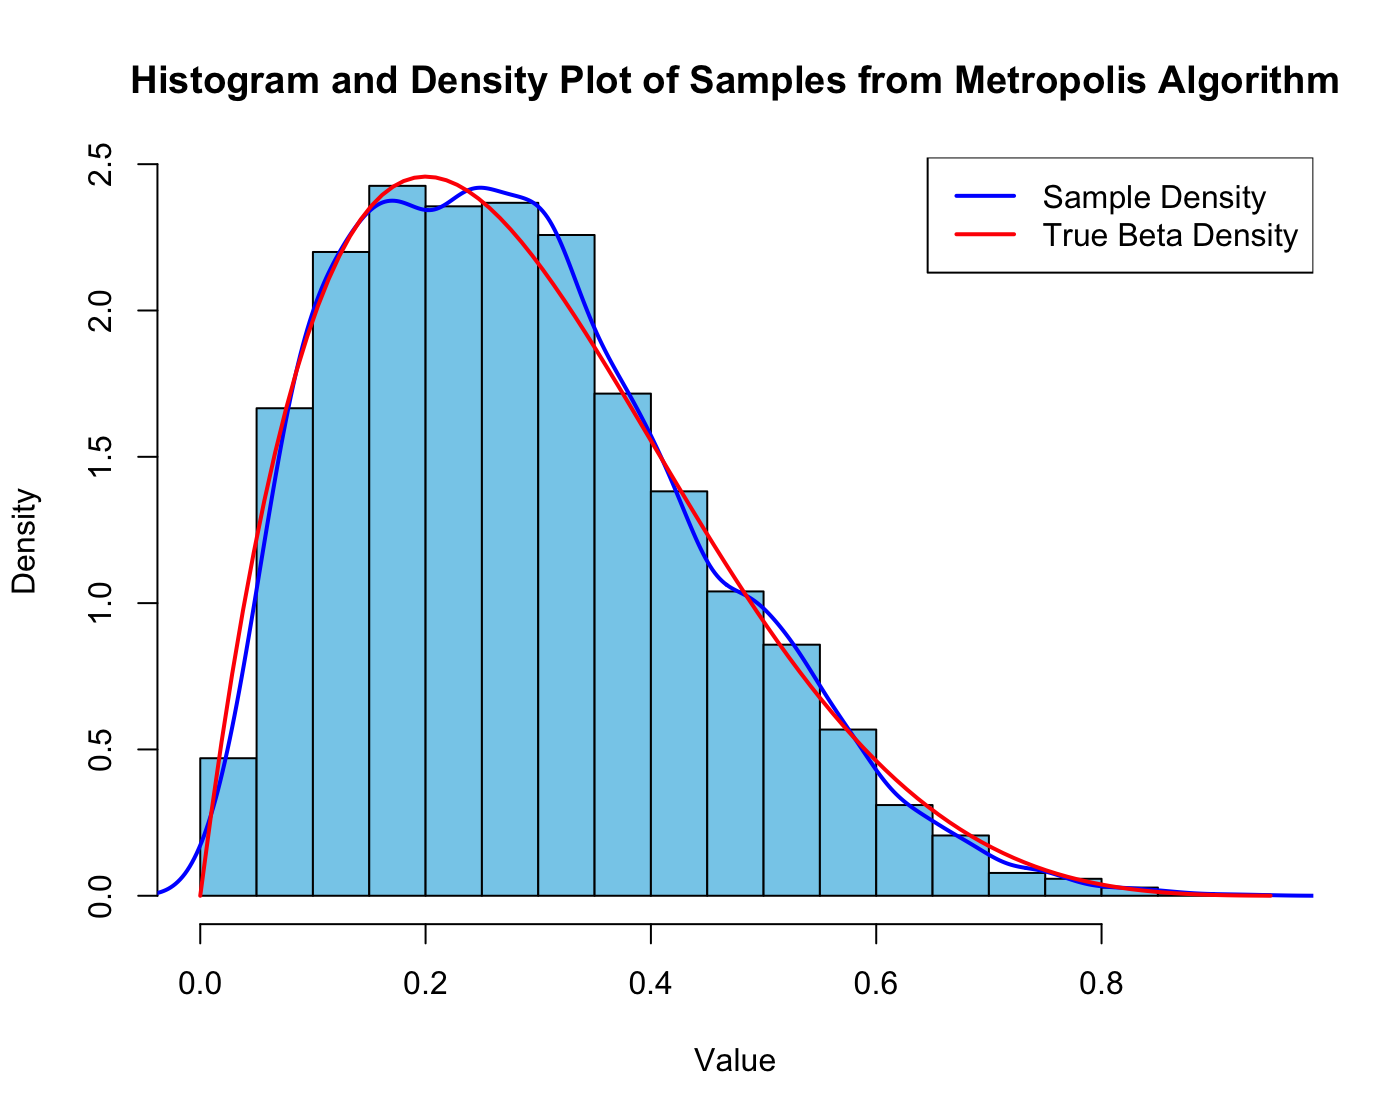 Histogram and Density Plot of Samples from Metropolis Algorithm
Sample Density
True Beta Density
Density
2.5
2.0
1.5
1.0
0.5
0.0
0.0 0.2 0.4 0.6 0.8
Value